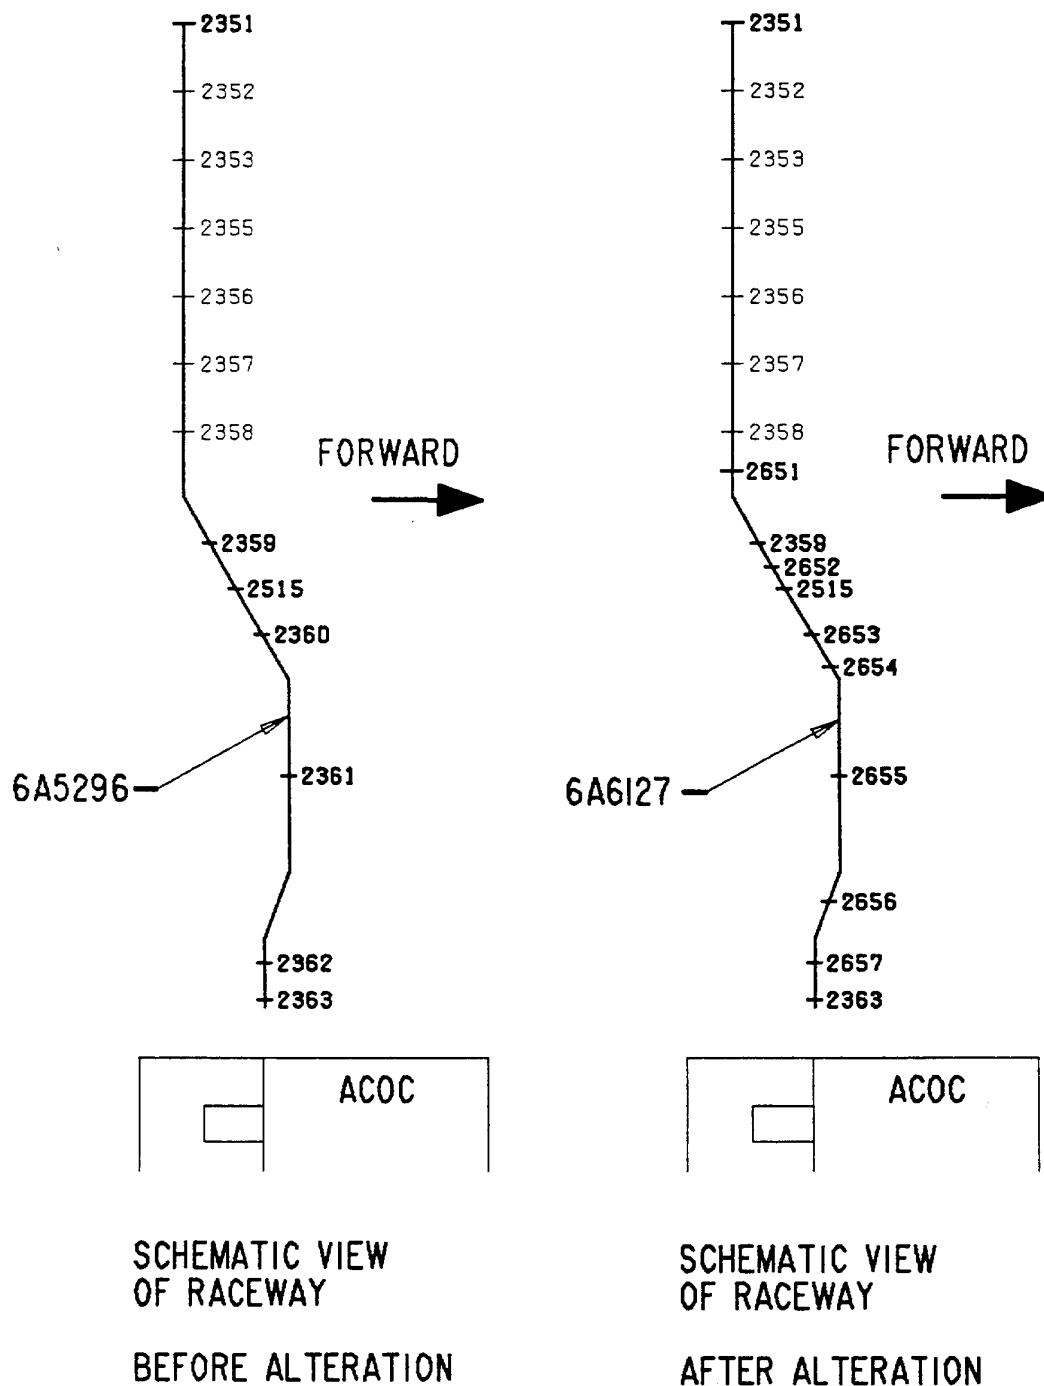 2351
2352
2353
2355
2356
2357
2358
FORWARD
2359
2515
2360
6A5296
2361
2362
2363
ACOC
SCHEMATIC VIEW
OF RACEWAY
BEFORE ALTERATION
2351
2352
2353
2355
2356
2357
2358
2651
FORWARD
2359
2652
2515
2653
2654
6A6127
2655
2656
2657
2363
ACOC
SCHEMATIC VIEW
OF RACEWAY
AFTER ALTERATION